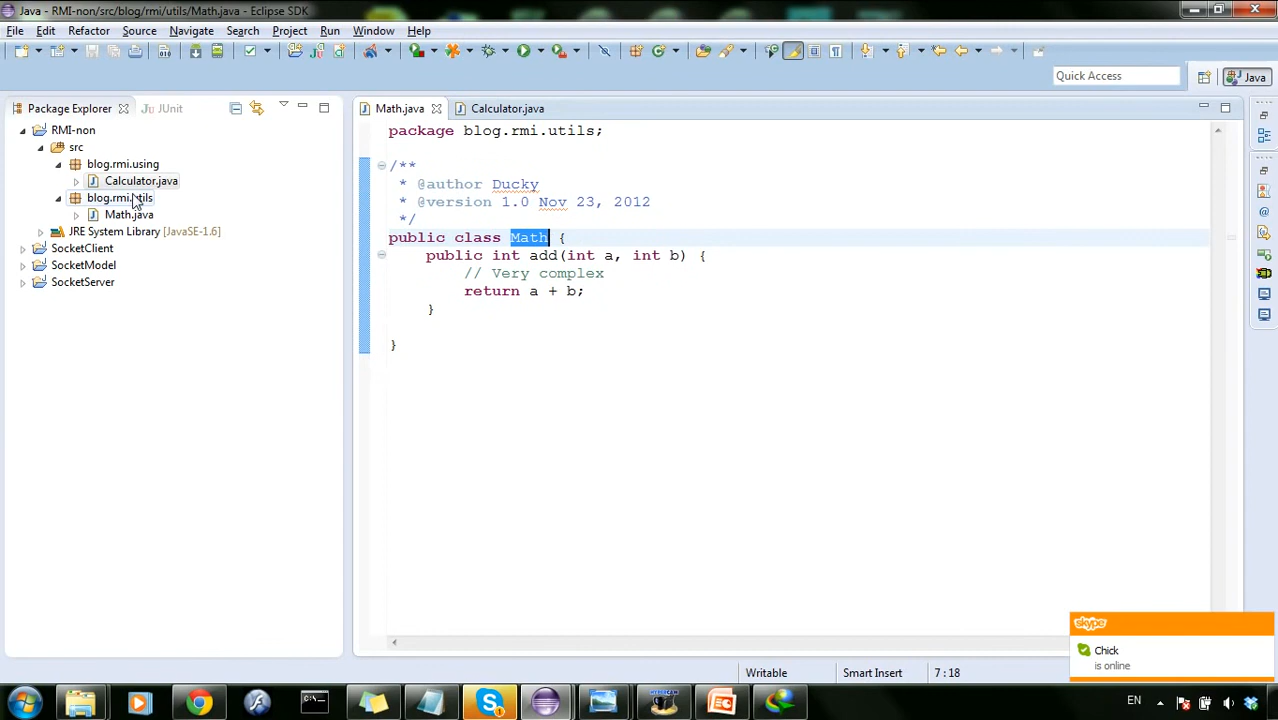 Java - RMI-non/src/blog/rmi/utils/Math.java - Eclipse SDK
File Edit Refactor Source Navigate Search Project Run Window Help
Quick Access
Java
Package Explorer
JUnit
RMI-non
src
blog.rmi.using
Calculator.java
blog.rmi.utils
Math.java
JRE System Library [JavaSE-1.6]
SocketClient
SocketModel
SocketServer
Math.java
Calculator.java
package blog.rmi.utils;
/**
* @author Ducky
* @version 1.0 Nov 23, 2012
*/
public class Math {
public int add(int a, int b) {
// Very complex
return a + b;
}
}
skype
Chick
is online
Writable
Smart Insert
7 : 18
EN